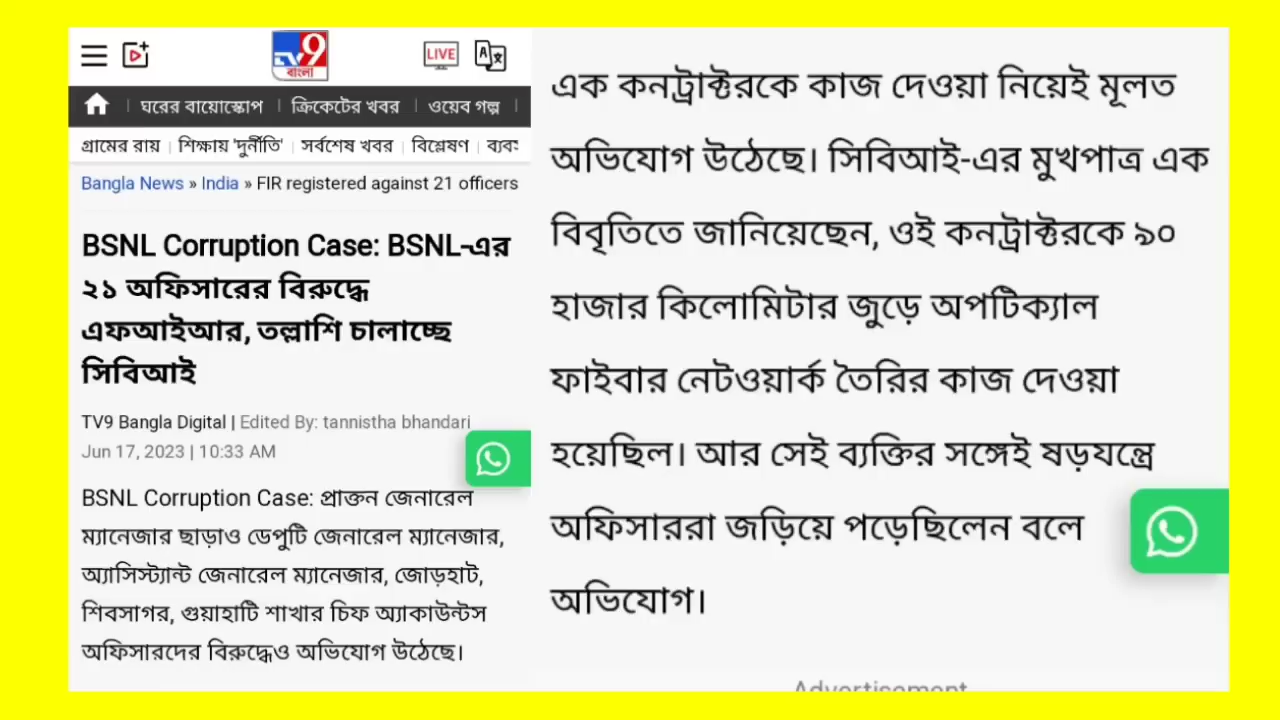 TV9
বাংলা
LIVE
ঘরের বায়োস্কোপ | ক্রিকেটের খবর | ওয়েব গল্প |
গ্রামের রায় | শিক্ষায় 'দুর্নীতি' | সর্বশেষ খবর | বিশ্লেষণ | ব্যবস
Bangla News » India » FIR registered against 21 officers
BSNL Corruption Case: BSNL-এর
২১ অফিসারের বিরুদ্ধে
এফআইআর, তল্লাশি চালাচ্ছে
সিবিআই
TV9 Bangla Digital | Edited By: tannistha bhandari
Jun 17, 2023 | 10:33 AM
BSNL Corruption Case: প্রাক্তন জেনারেল
ম্যানেজার ছাড়াও ডেপুটি জেনারেল ম্যানেজার,
অ্যাসিস্ট্যান্ট জেনারেল ম্যানেজার, জোড়হাট,
শিবসাগর, গুয়াহাটি শাখার চিফ অ্যাকাউন্টস
অফিসারদের বিরুদ্ধেও অভিযোগ উঠেছে।
এক কনট্রাক্টরকে কাজ দেওয়া নিয়েই মূলত
অভিযোগ উঠেছে। সিবিআই-এর মুখপাত্র এক
বিবৃতিতে জানিয়েছেন, ওই কনট্রাক্টরকে ৯০
হাজার কিলোমিটার জুড়ে অপটিক্যাল
ফাইবার নেটওয়ার্ক তৈরির কাজ দেওয়া
হয়েছিল। আর সেই ব্যক্তির সঙ্গেই ষড়যন্ত্রে
অফিসাররা জড়িয়ে পড়েছিলেন বলে
অভিযোগ।
Advertisement